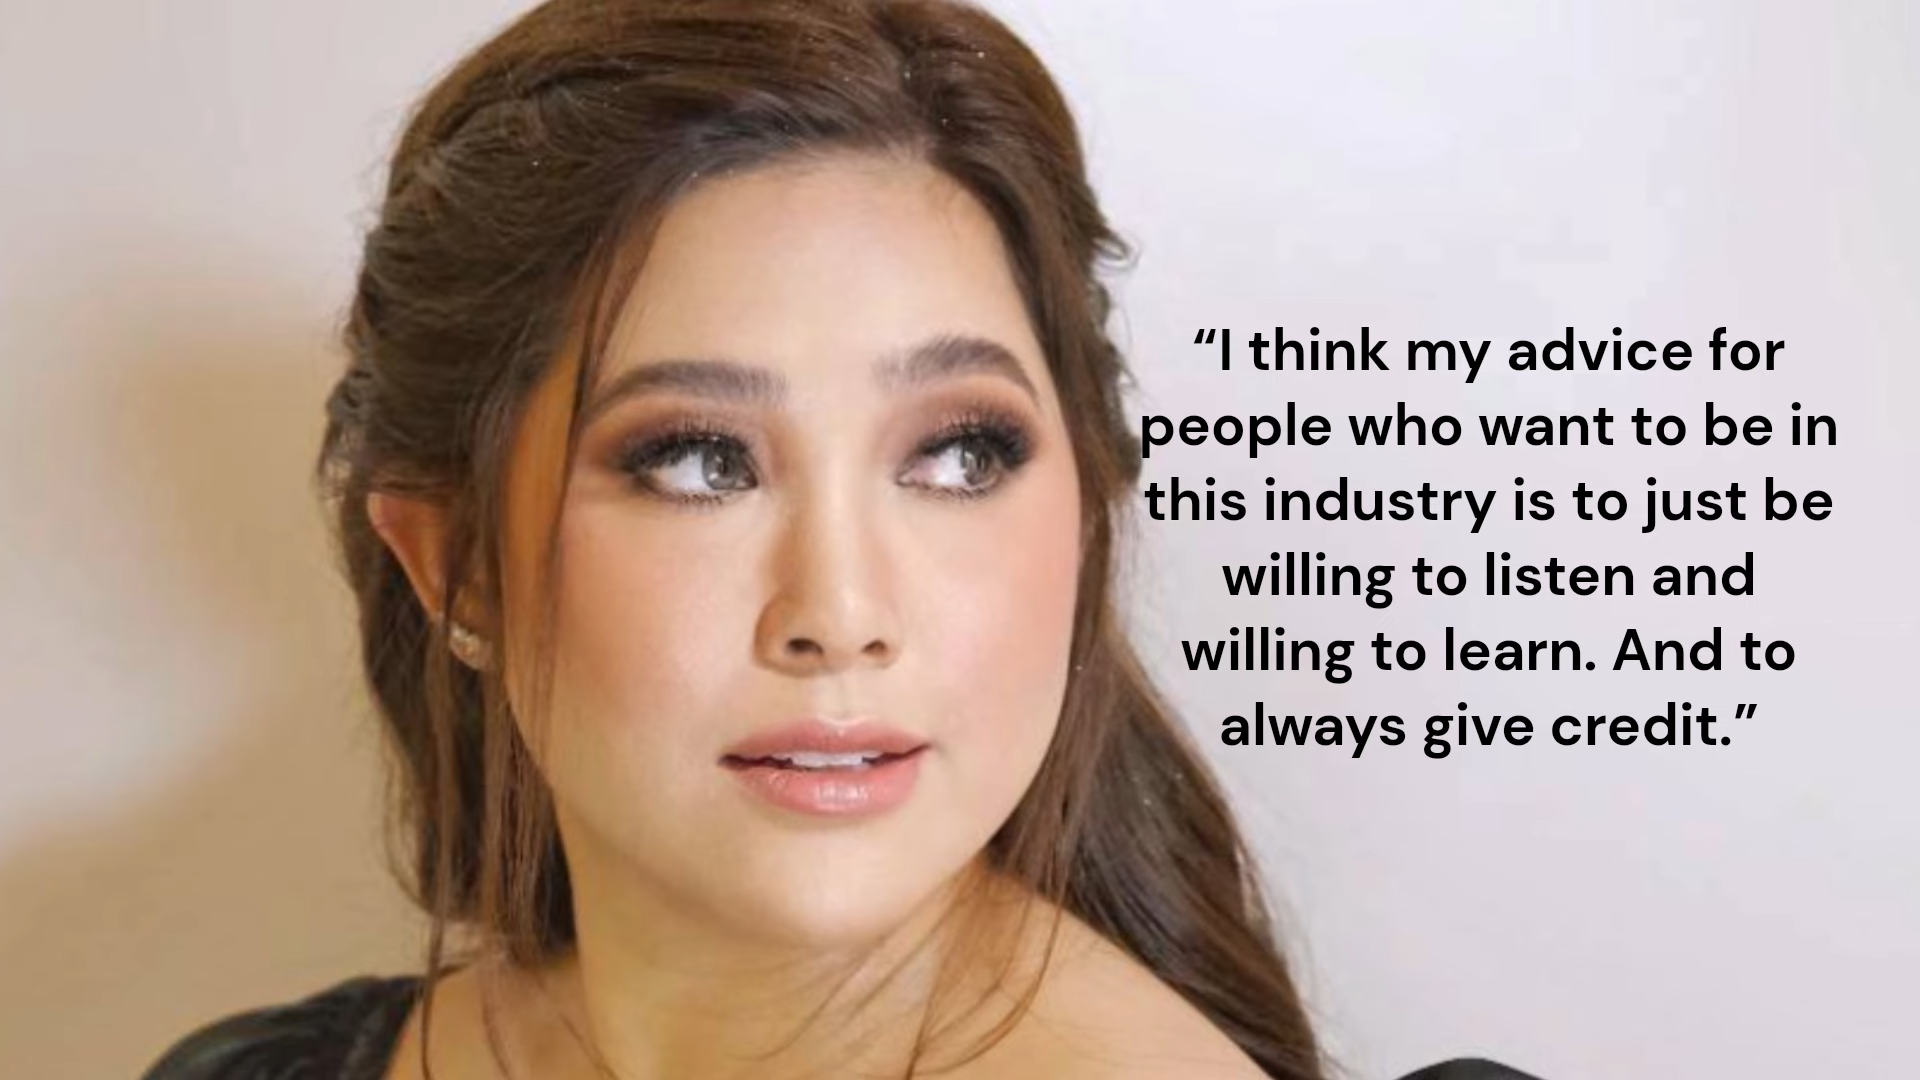 “I think my advice for
people who want to be in
this industry is to just be
willing to listen and
willing to learn. And to
always give credit.”